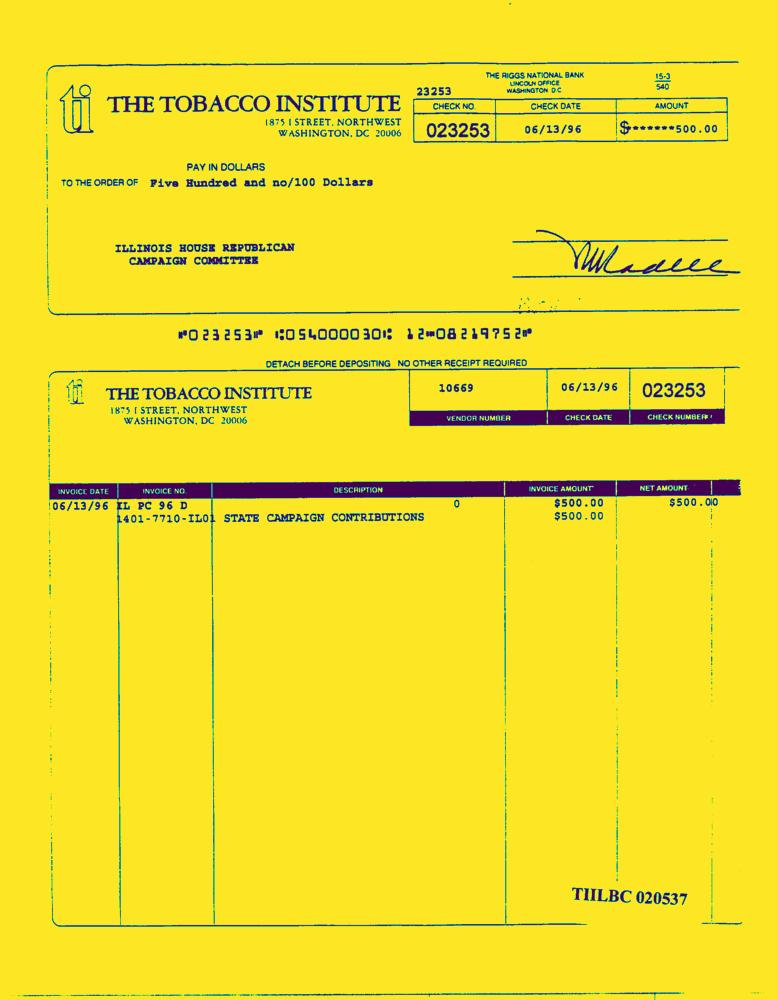 THE RIGGS NATIONAL BANK
LINCOLN OFFICE
WASHINGTON D.C.
15-3
540
23253
ti THE TOBACCO INSTITUTE
1875 I STREET, NORTHWEST
WASHINGTON, DC 20006
CHECK NO. CHECK DATE AMOUNT
023253 06/13/96 $*******500.00
PAY IN DOLLARS
TO THE ORDER OF Five Hundred and no/100 Dollars
ILLINOIS HOUSE REPUBLICAN
CAMPAIGN COMMITTEE
⑈023253⑈ ⑆054000030⑆ 12⑉08219752⑈
DETACH BEFORE DEPOSITING NO OTHER RECEIPT REQUIRED
ti THE TOBACCO INSTITUTE
1875 I STREET, NORTHWEST
WASHINGTON, DC 20006
10669 06/13/96 023253
VENDOR NUMBER CHECK DATE CHECK NUMBER
INVOICE DATE INVOICE NO. DESCRIPTION INVOICE AMOUNT NET AMOUNT
06/13/96 IL PC 96 D 0 $500.00 $500.00
1401-7710-IL01 STATE CAMPAIGN CONTRIBUTIONS $500.00
TIILBC 020537